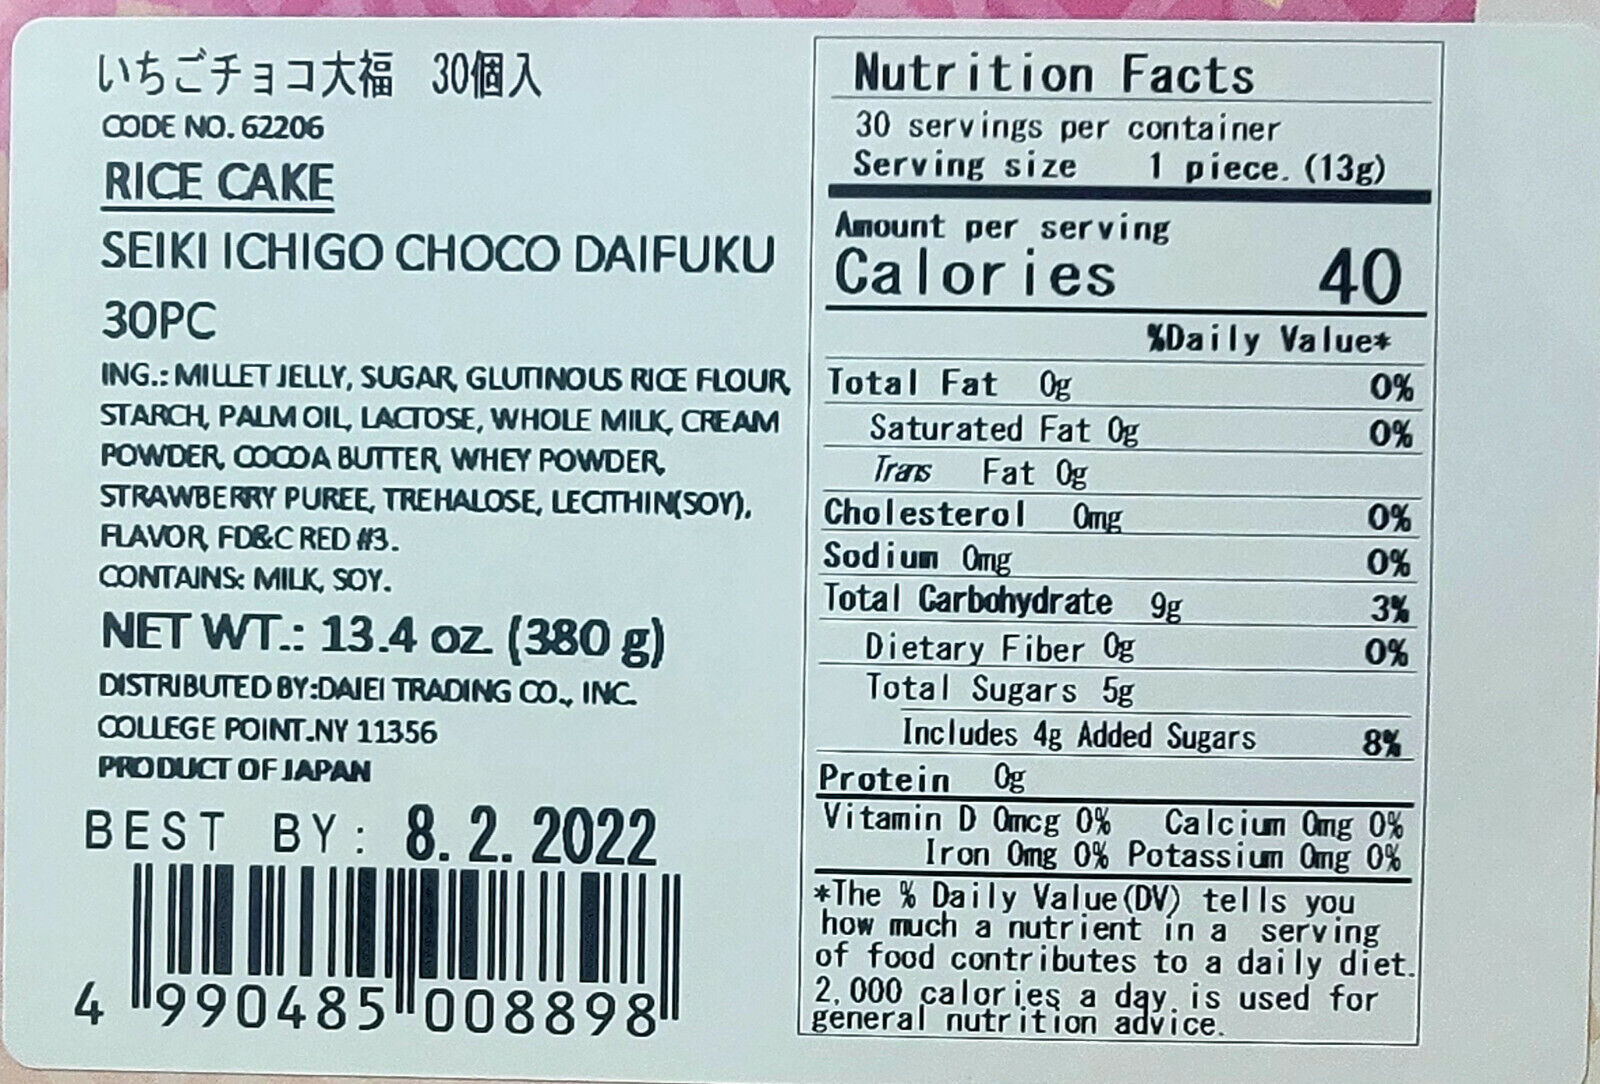 いちごチョコ大福 30個入
CODE NO. 62206
RICE CAKE
SEIKI ICHIGO CHOCO DAIFUKU
30PC
ING.: MILLET JELLY, SUGAR, GLUTINOUS RICE FLOUR,
STARCH, PALM OIL, LACTOSE, WHOLE MILK, CREAM
POWDER, COCOA BUTTER, WHEY POWDER,
STRAWBERRY PUREE, TREHALOSE, LECITHIN(SOY),
FLAVOR, FD&C RED #3.
CONTAINS: MILK, SOY.
NET WT.: 13.4 oz. (380 g)
DISTRIBUTED BY:DAIEI TRADING CO., INC.
COLLEGE POINT.NY 11356
PRODUCT OF JAPAN
BEST BY: 8. 2. 2022
4 990485 008898
Nutrition Facts
30 servings per container
Serving size 1 piece. (13g)
Amount per serving
Calories 40
%Daily Value*
Total Fat 0g 0%
Saturated Fat 0g 0%
Trans Fat 0g
Cholesterol 0mg 0%
Sodium 0mg 0%
Total Carbohydrate 9g 3%
Dietary Fiber 0g 0%
Total Sugars 5g
Includes 4g Added Sugars 8%
Protein 0g
Vitamin D 0mcg 0% Calcium 0mg 0%
Iron 0mg 0% Potassium 0mg 0%
*The % Daily Value(DV) tells you
how much a nutrient in a serving
of food contributes to a daily diet.
2,000 calories a day is used for
general nutrition advice.